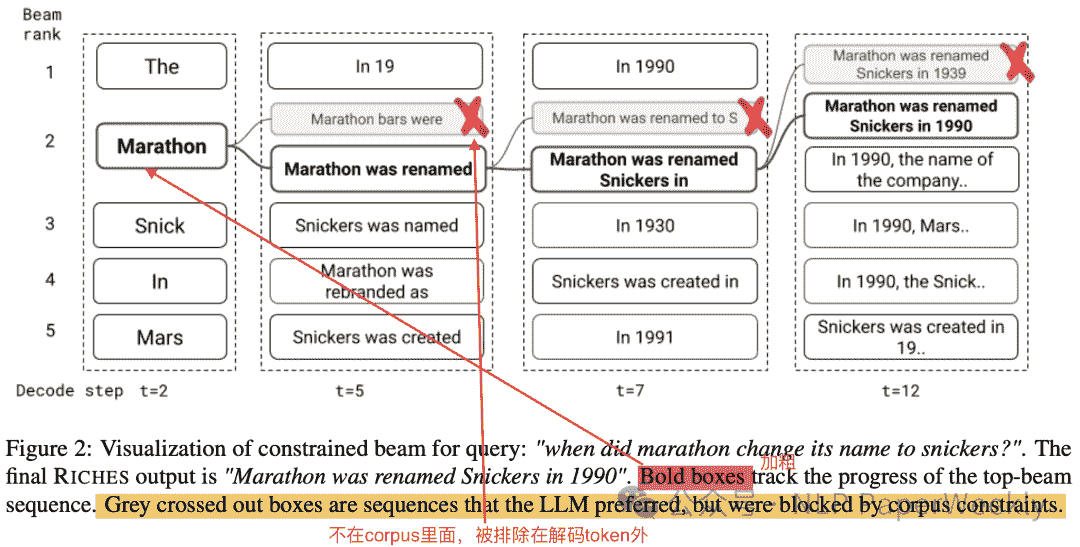 Beam
rank
1
The
In 19
In 1990
Marathon was renamed
Snickers in 1939
2
Marathon
Marathon bars were
Marathon was renamed
Marathon was renamed to S
Marathon was renamed
Snickers in
Marathon was renamed
Snickers in 1990
In 1990, the name of
the company..
3
Snick
Snickers was named
In 1930
In 1990, Mars..
4
In
Marathon was
rebranded as
Snickers was created in
In 1990, the Snick..
5
Mars
Snickers was created
In 1991
Snickers was created in
19..
Decode step t=2
t=5
t=7
t=12
Figure 2: Visualization of constrained beam for query: "when did marathon change its name to snickers?". The
final RICHES output is "Marathon was renamed Snickers in 1990". Bold boxes track the progress of the top-beam
加粗
sequence. Grey crossed out boxes are sequences that the LLM preferred, but were blocked by corpus constraints.
公众号 · NLP PaperWeekly
不在corpus里面，被排除在解码token外